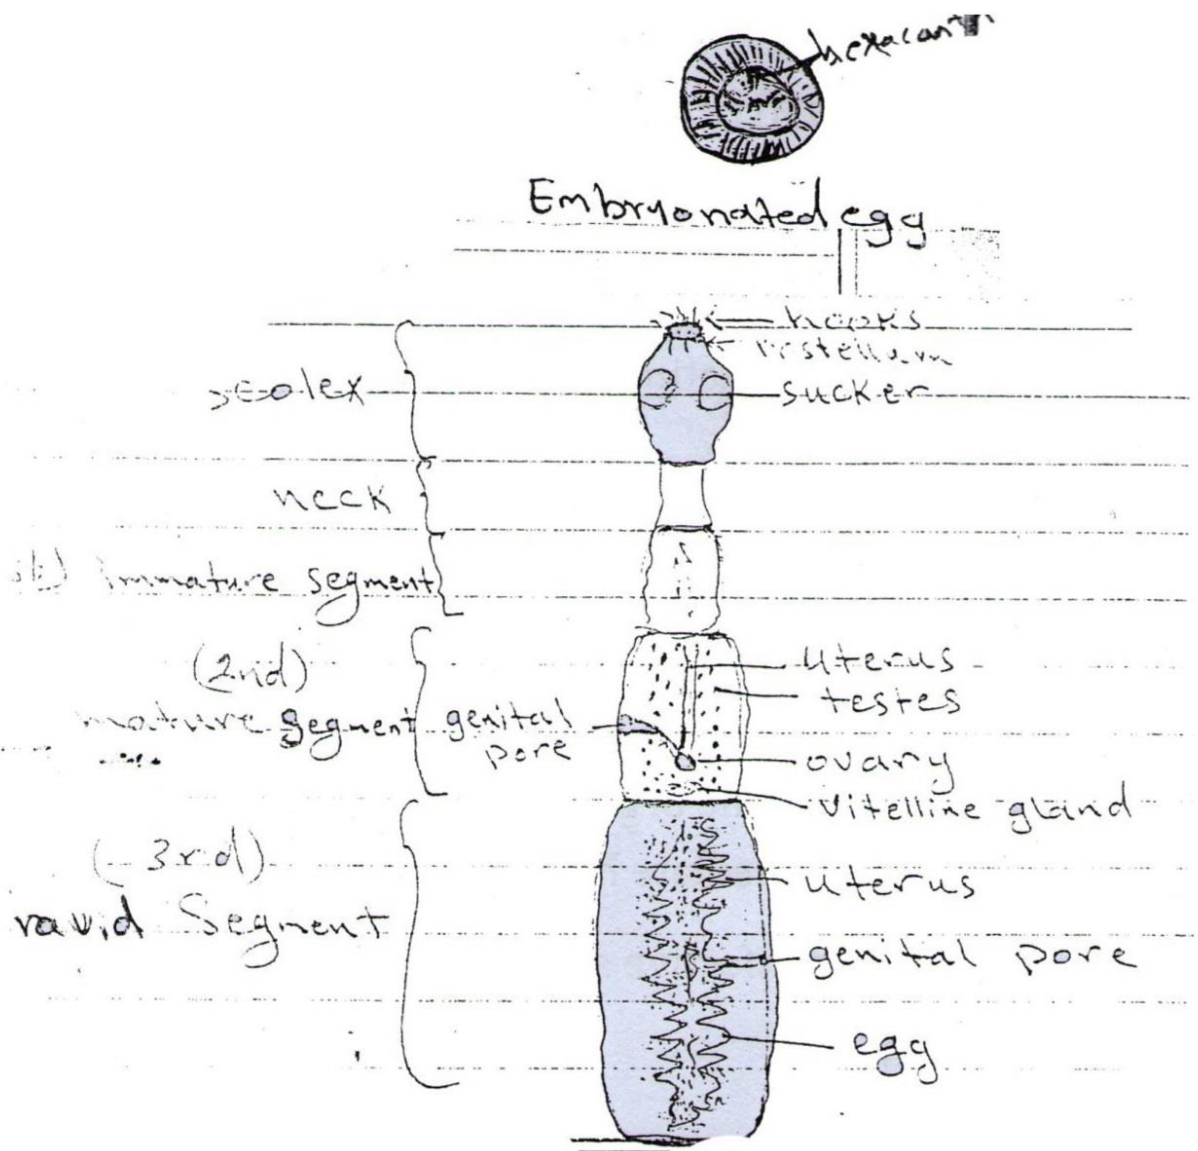 hexacanth
Embryonated egg
hooks
rostellum
scolex
sucker
neck
immature segment
(2nd)
mature segment
genital
pore
uterus
testes
ovary
vitelline gland
(3rd)
ravid Segment
uterus
genital pore
egg